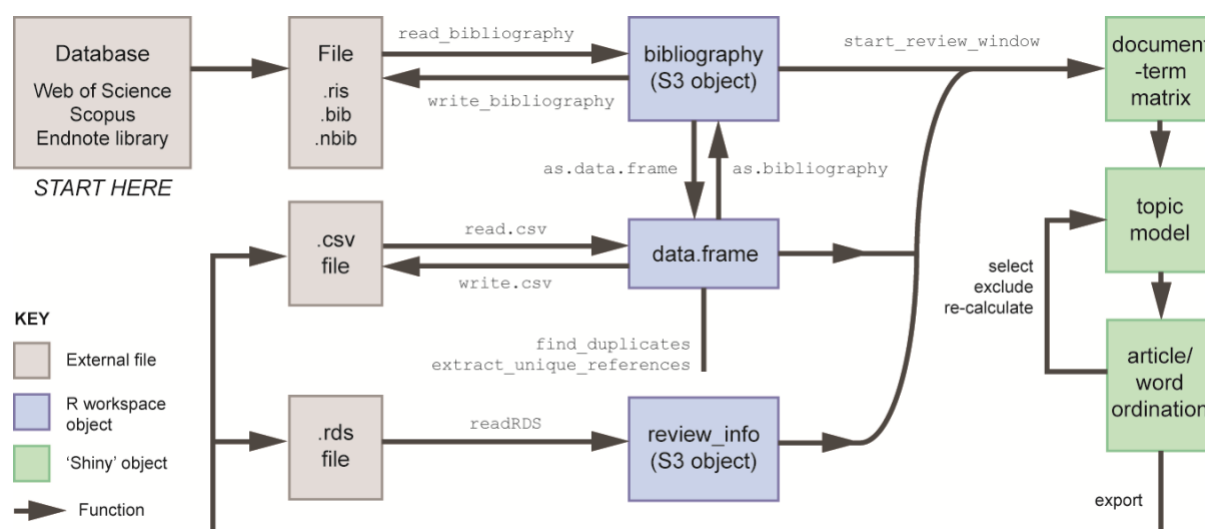 Database
Web of Science
Scopus
Endnote library
START HERE
File
.ris
.bib
.nbib
read_bibliography
write_bibliography
bibliography
(S3 object)
start_review_window
document
-term
matrix
as.data.frame
as.bibliography
.csv
file
read.csv
write.csv
data.frame
topic
model
select
exclude
re-calculate
find_duplicates
extract_unique_references
article/
word
ordination
KEY
External file
R workspace
object
‘Shiny’ object
Function
.rds
file
readRDS
review_info
(S3 object)
export